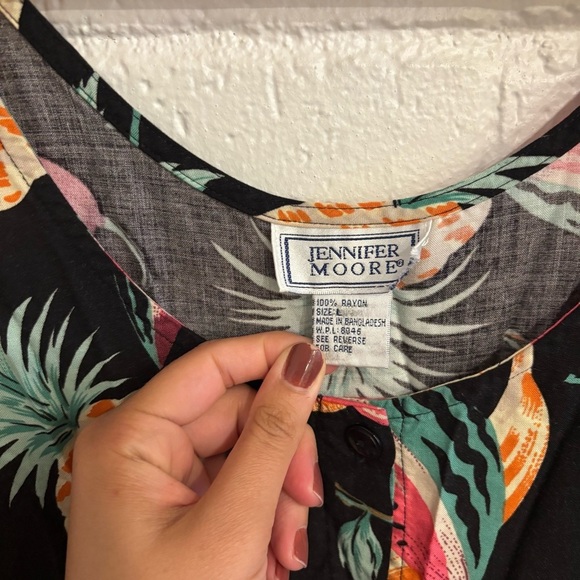 JENNIFER
MOORE®
100% RAYON
SIZE: L
MADE IN BANGLADESH
W.P.L: 8046
SEE REVERSE
FOR CARE